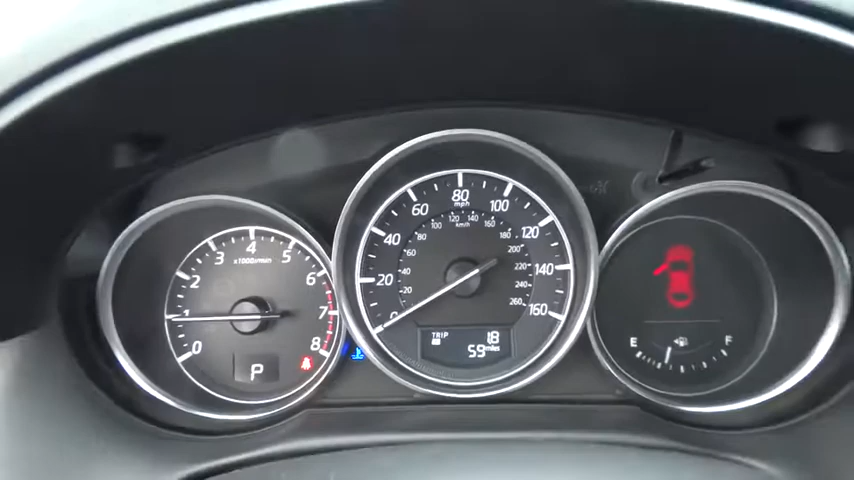 0 1 2 3 4 5 6 7 8
x1000r/min
P
0 20 40 60 80 100 120 140 160
mph
20 40 60 80 100 120 140 160 180 200 220 240 260
km/h
TRIP
18
59 miles
E F